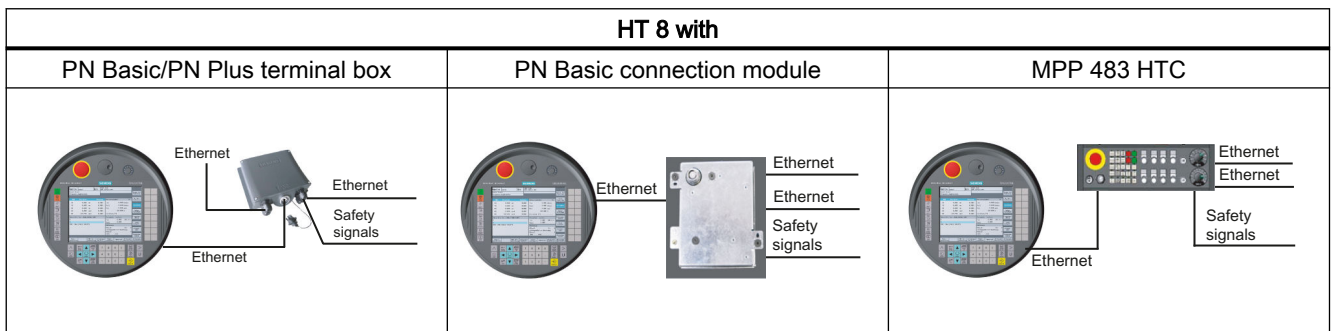 HT 8 with
PN Basic/PN Plus terminal box
PN Basic connection module
MPP 483 HTC
Ethernet
Ethernet
Safety
signals
Ethernet
Ethernet
Ethernet
Ethernet
Safety
signals
Ethernet
Ethernet
Safety
signals
Ethernet